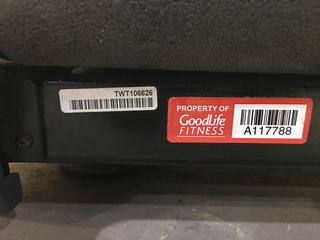 TWT106626
PROPERTY OF
GoodLife
FITNESS
A117788